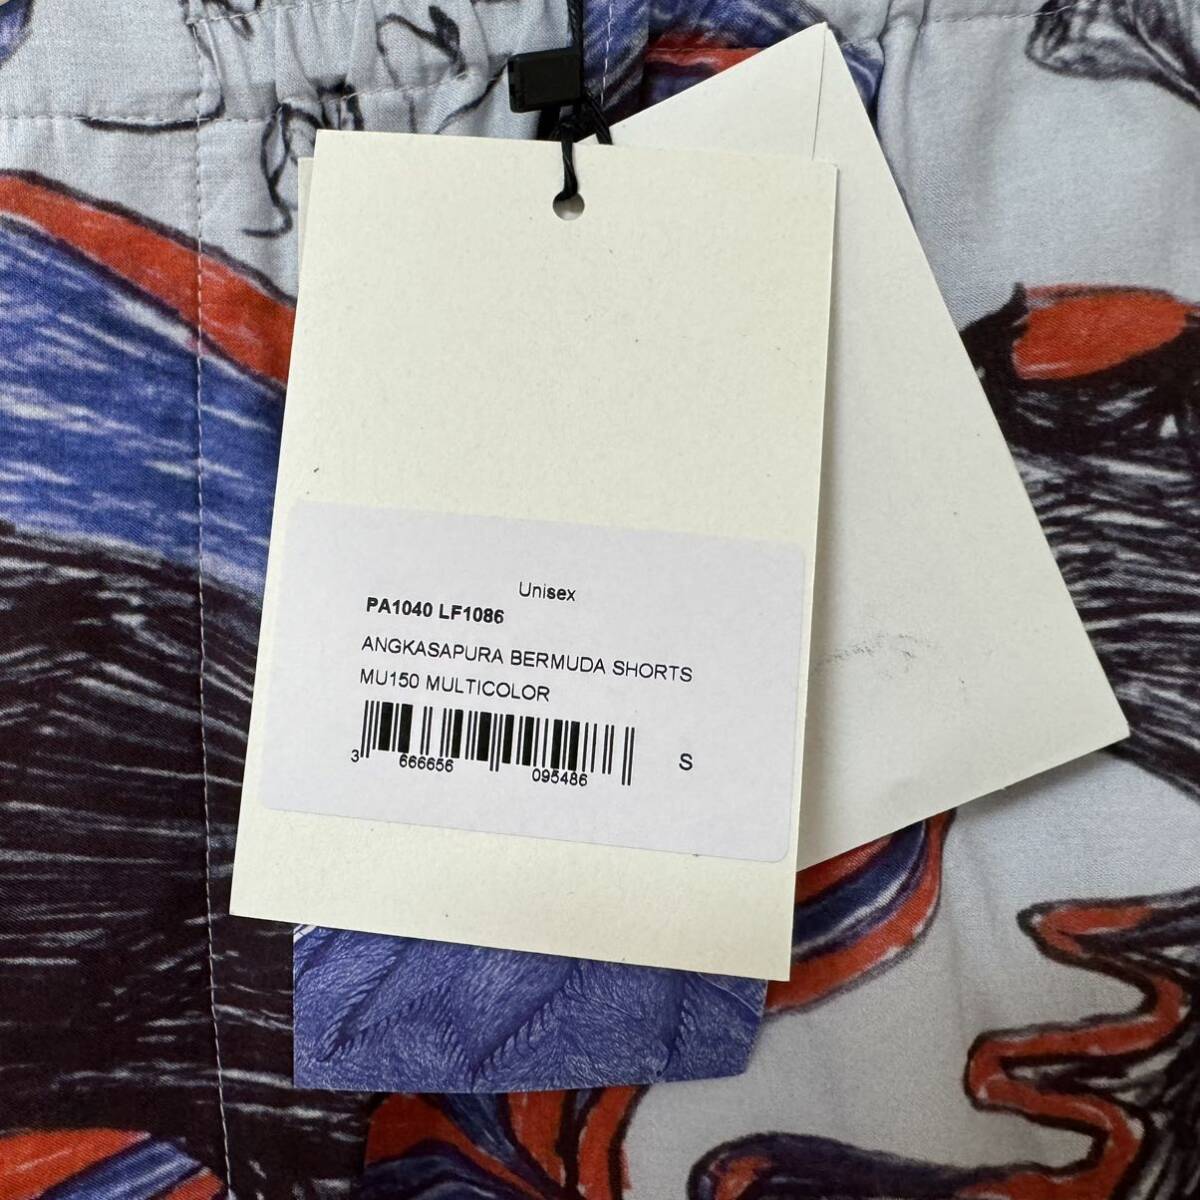 Unisex
PA1040 LF1086
ANGKASAPURA BERMUDA SHORTS
MU150 MULTICOLOR
3 666656 095486
S